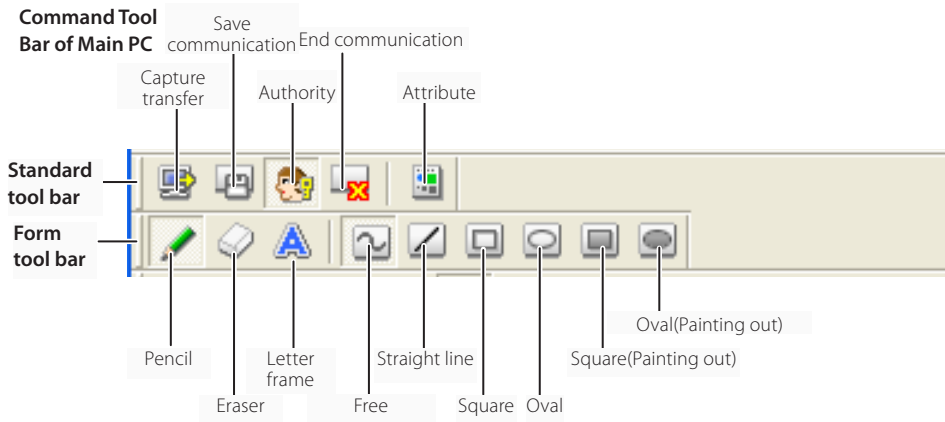 Command Tool
Bar of Main PC
Save
communication
End communication
Capture
transfer
Authority
Attribute
Standard
tool bar
Form
tool bar
Oval(Painting out)
Pencil
Letter
frame
Straight line
Square(Painting out)
Eraser
Free
Square
Oval